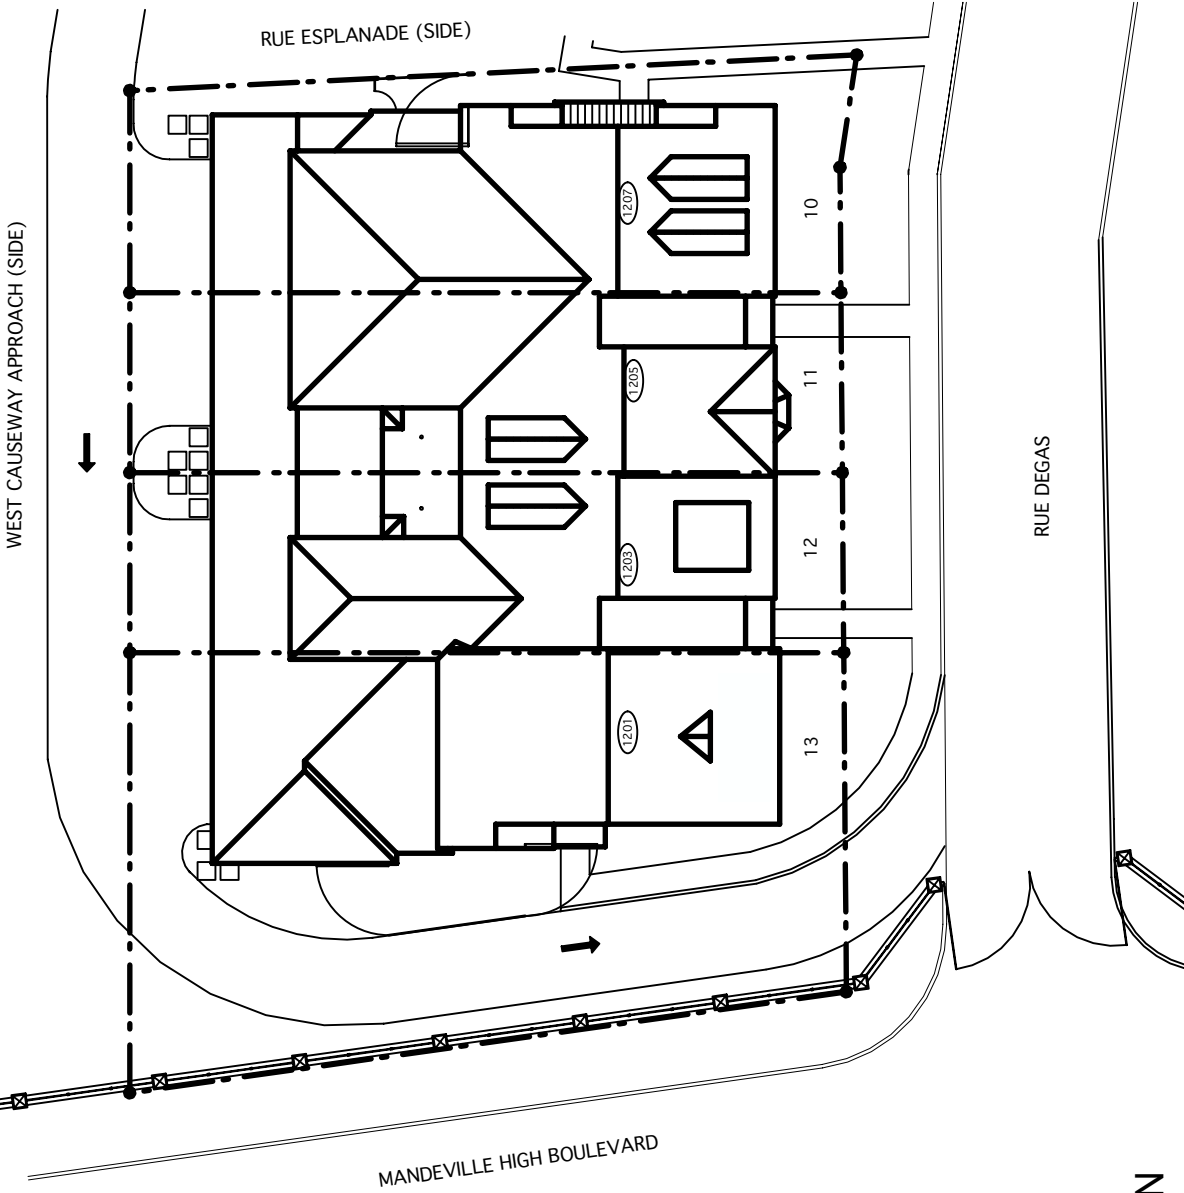 RUE ESPLANADE (SIDE)
WEST CAUSEWAY APPROACH (SIDE)
1207
10
1205
11
RUE DEGAS
1203
12
1201
13
MANDEVILLE HIGH BOULEVARD
N